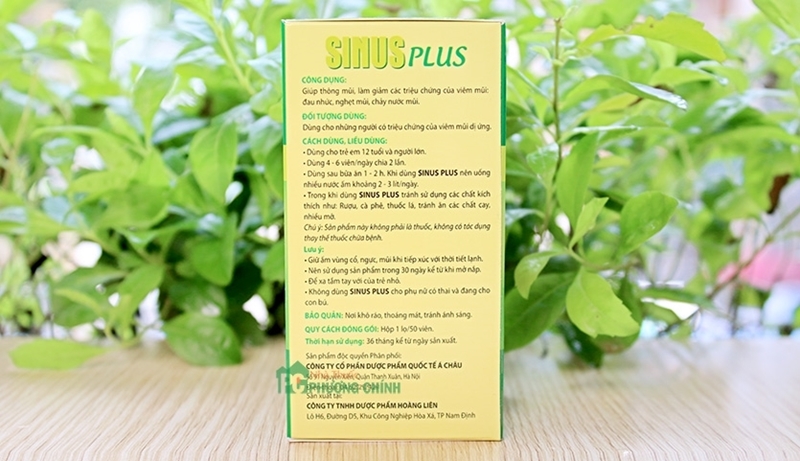 SINUS PLUS
CÔNG DỤNG:
Giúp thông mũi, làm giảm các triệu chứng của viêm mũi:
đau nhức, nghẹt mũi, chảy nước mũi.
ĐỐI TƯỢNG DÙNG:
Dùng cho những người có triệu chứng của viêm mũi dị ứng.
CÁCH DÙNG, LIỀU DÙNG:
• Dùng cho trẻ em 12 tuổi và người lớn.
• Dùng 4 - 6 viên/ngày chia 2 lần.
• Dùng sau bữa ăn 1 - 2 h. Khi dùng SINUS PLUS nên uống
nhiều nước ấm khoảng 2 - 3 lít/ngày.
• Trong khi dùng SINUS PLUS tránh sử dụng các chất kích
thích như: Rượu, cà phê, thuốc lá, tránh ăn các chất cay,
nhiều mỡ.
Chú ý: Sản phẩm này không phải là thuốc, không có tác dụng
thay thế thuốc chữa bệnh.
Lưu ý:
• Giữ ấm vùng cổ, ngực, mũi khi tiếp xúc với thời tiết lạnh.
• Nên sử dụng sản phẩm trong 30 ngày kể từ khi mở nắp.
• Để xa tầm tay với của trẻ nhỏ.
• Không dùng SINUS PLUS cho phụ nữ có thai và đang cho
con bú.
BẢO QUẢN: Nơi khô ráo, thoáng mát, tránh ánh sáng.
QUY CÁCH ĐÓNG GÓI: Hộp 1 lọ/50 viên.
Thời hạn sử dụng: 36 tháng kể từ ngày sản xuất.
Sản phẩm độc quyền Phân phối:
CÔNG TY CỔ PHẦN DƯỢC PHẨM QUỐC TẾ Á CHÂU
Số 91 Nguyễn Xiển, Quận Thanh Xuân, Hà Nội
PHƯƠNG CHÍNH
Sản xuất tại:
CÔNG TY TNHH DƯỢC PHẨM HOÀNG LIÊN
Lô H6, Đường D5, Khu Công Nghiệp Hòa Xá, TP Nam Định